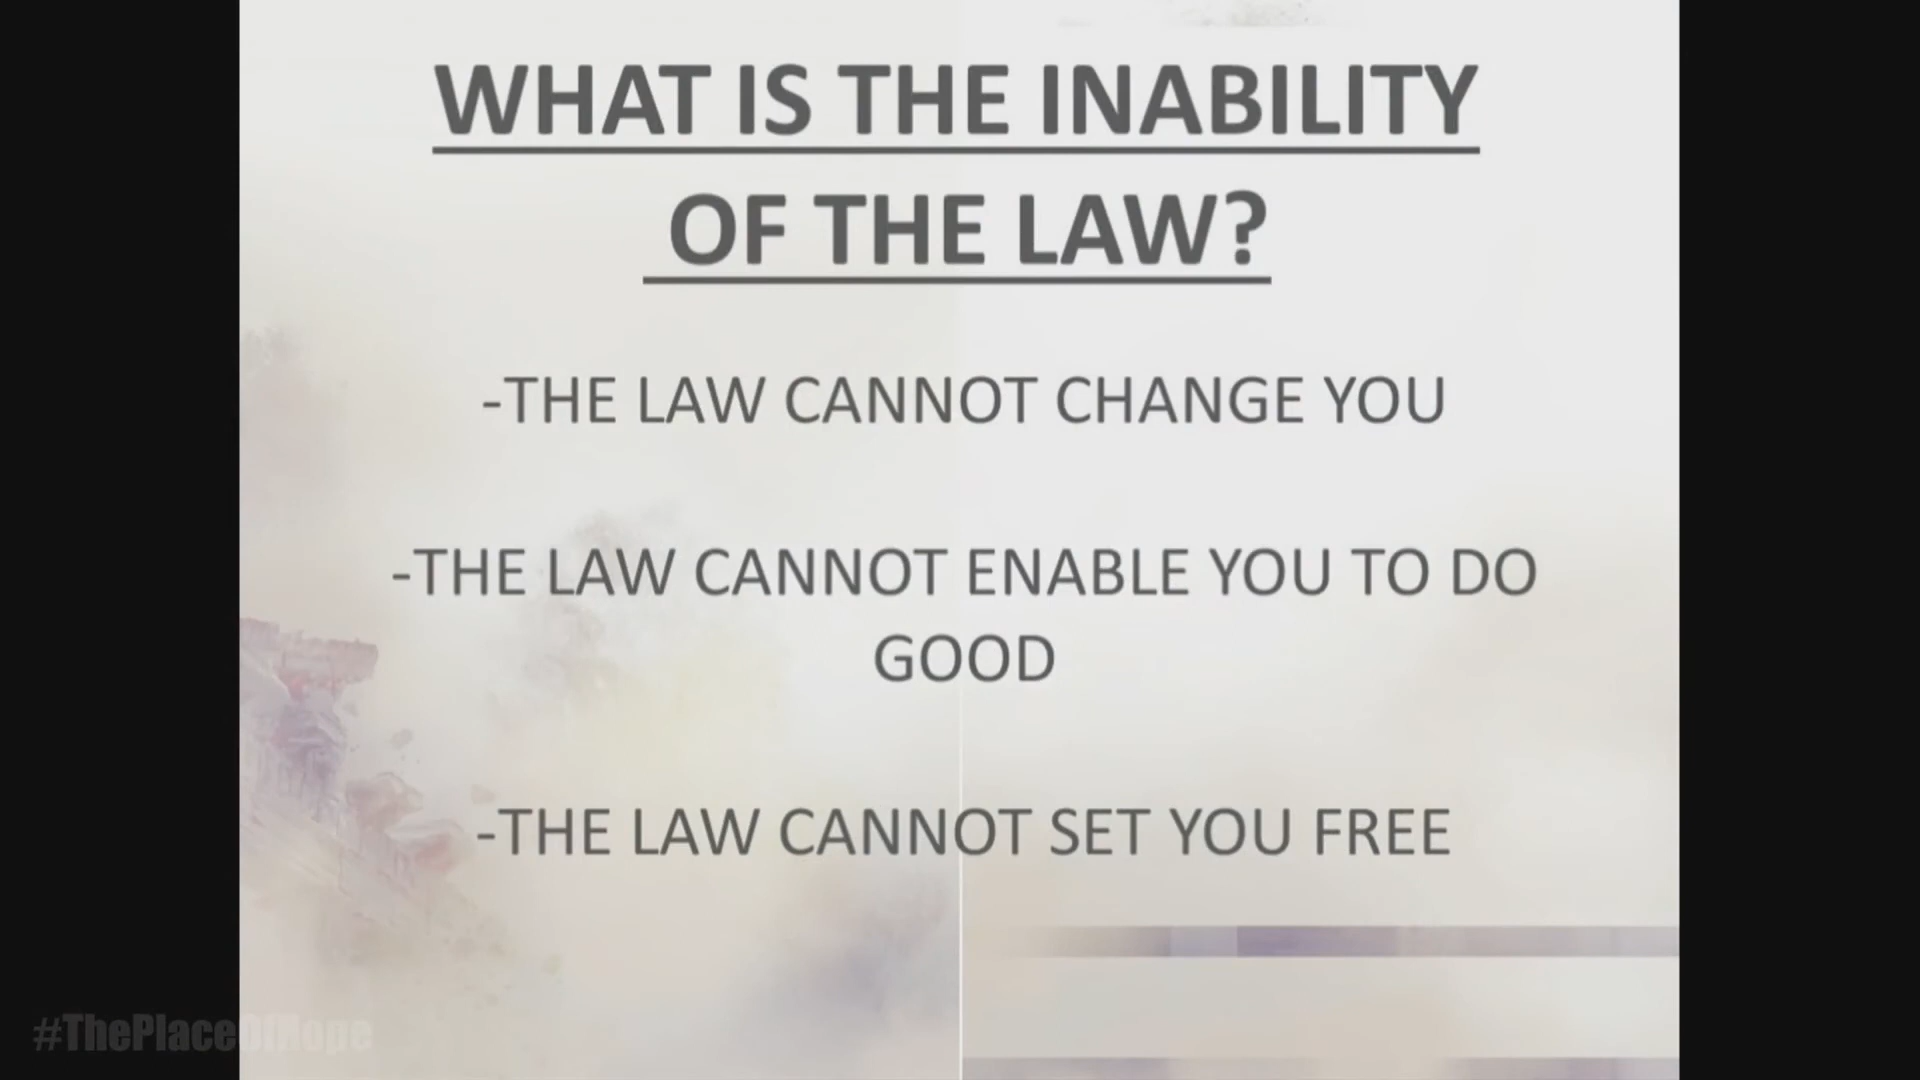 WHAT IS THE INABILITY
OF THE LAW?
-THE LAW CANNOT CHANGE YOU
-THE LAW CANNOT ENABLE YOU TO DO
GOOD
-THE LAW CANNOT SET YOU FREE
#ThePlaceOfHope